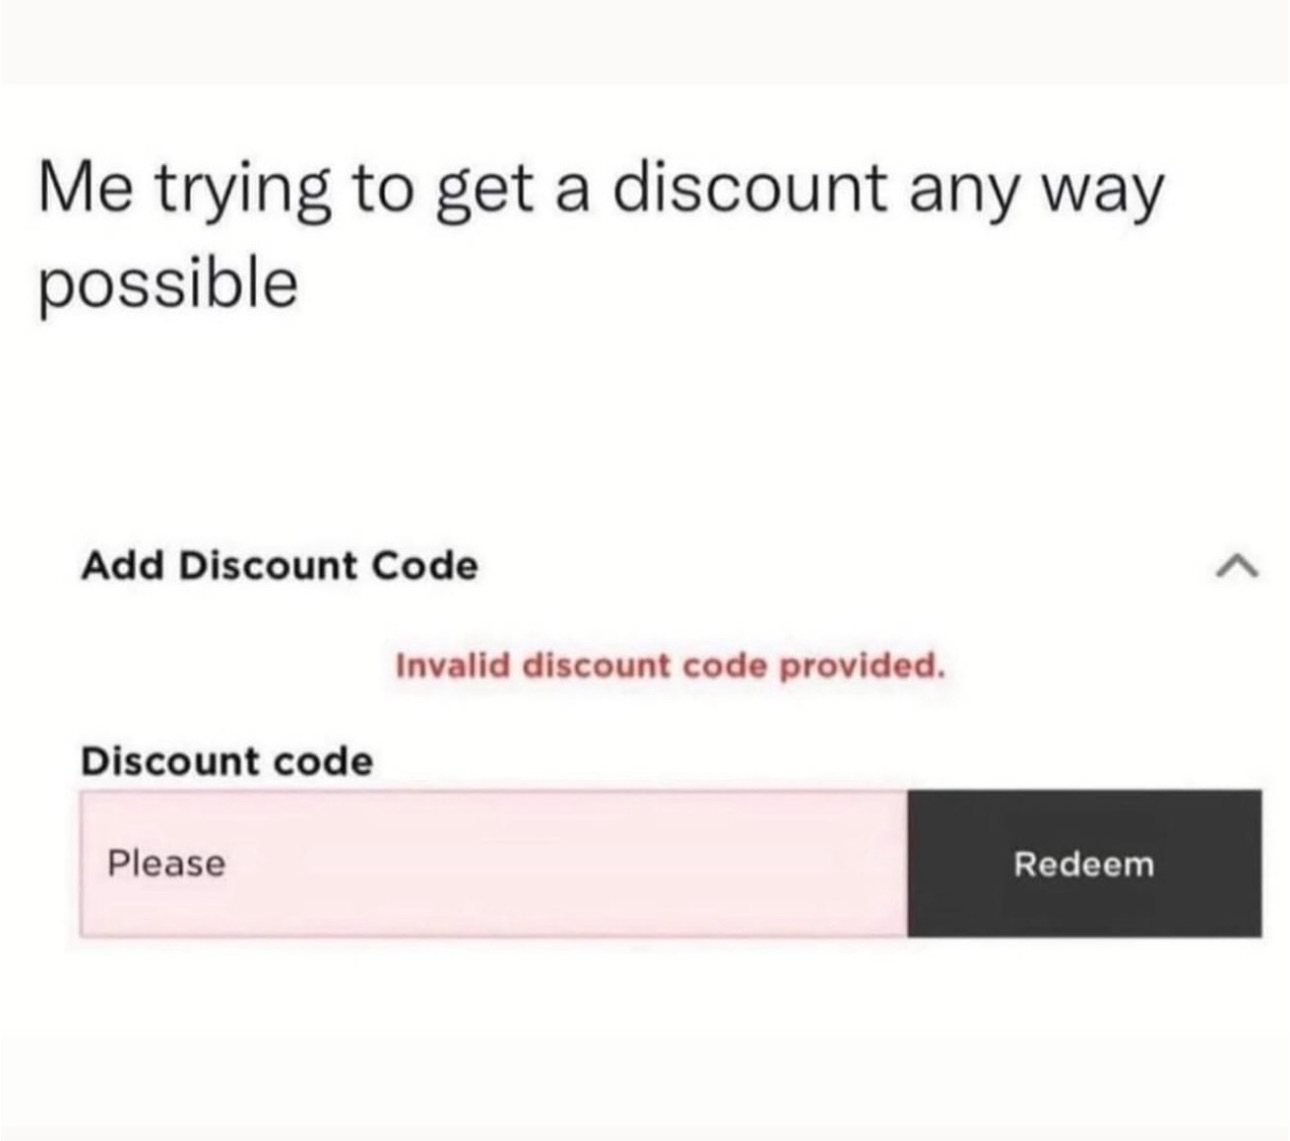 Me trying to get a discount any way
possible
Add Discount Code
Invalid discount code provided.
Discount code
Please
Redeem